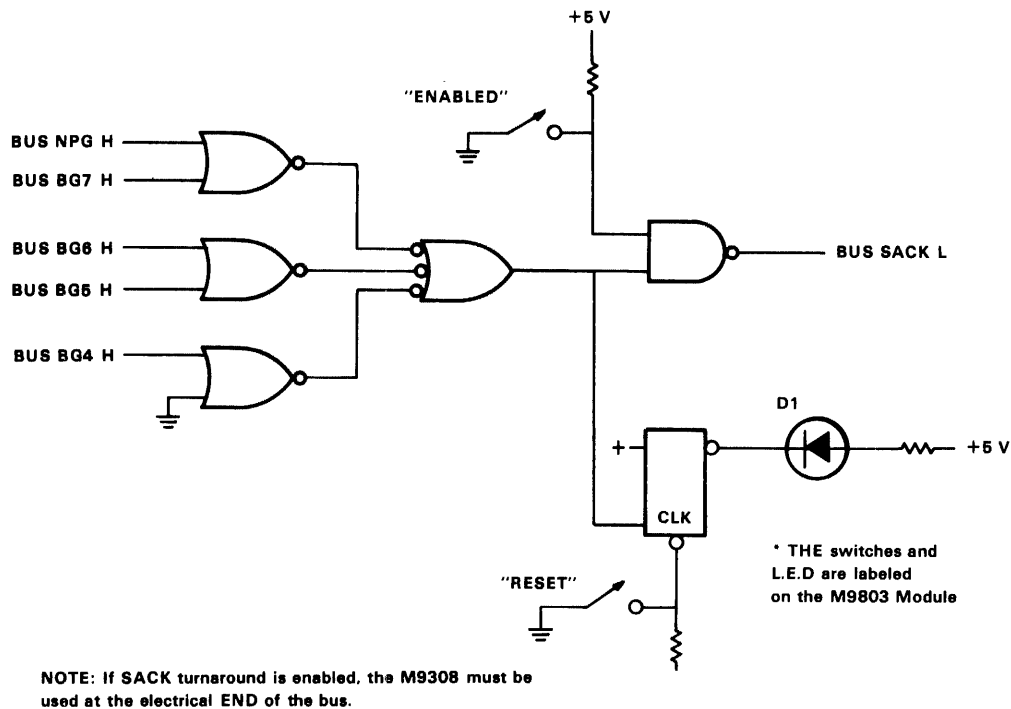 +5 V
"ENABLED"
BUS NPG H
BUS BG7 H
BUS BG6 H
BUS BG5 H
BUS SACK L
BUS BG4 H
D1
+
+5 V
CLK
* THE switches and
L.E.D are labeled
on the M9803 Module
"RESET"
NOTE: If SACK turnaround is enabled, the M9308 must be
used at the electrical END of the bus.